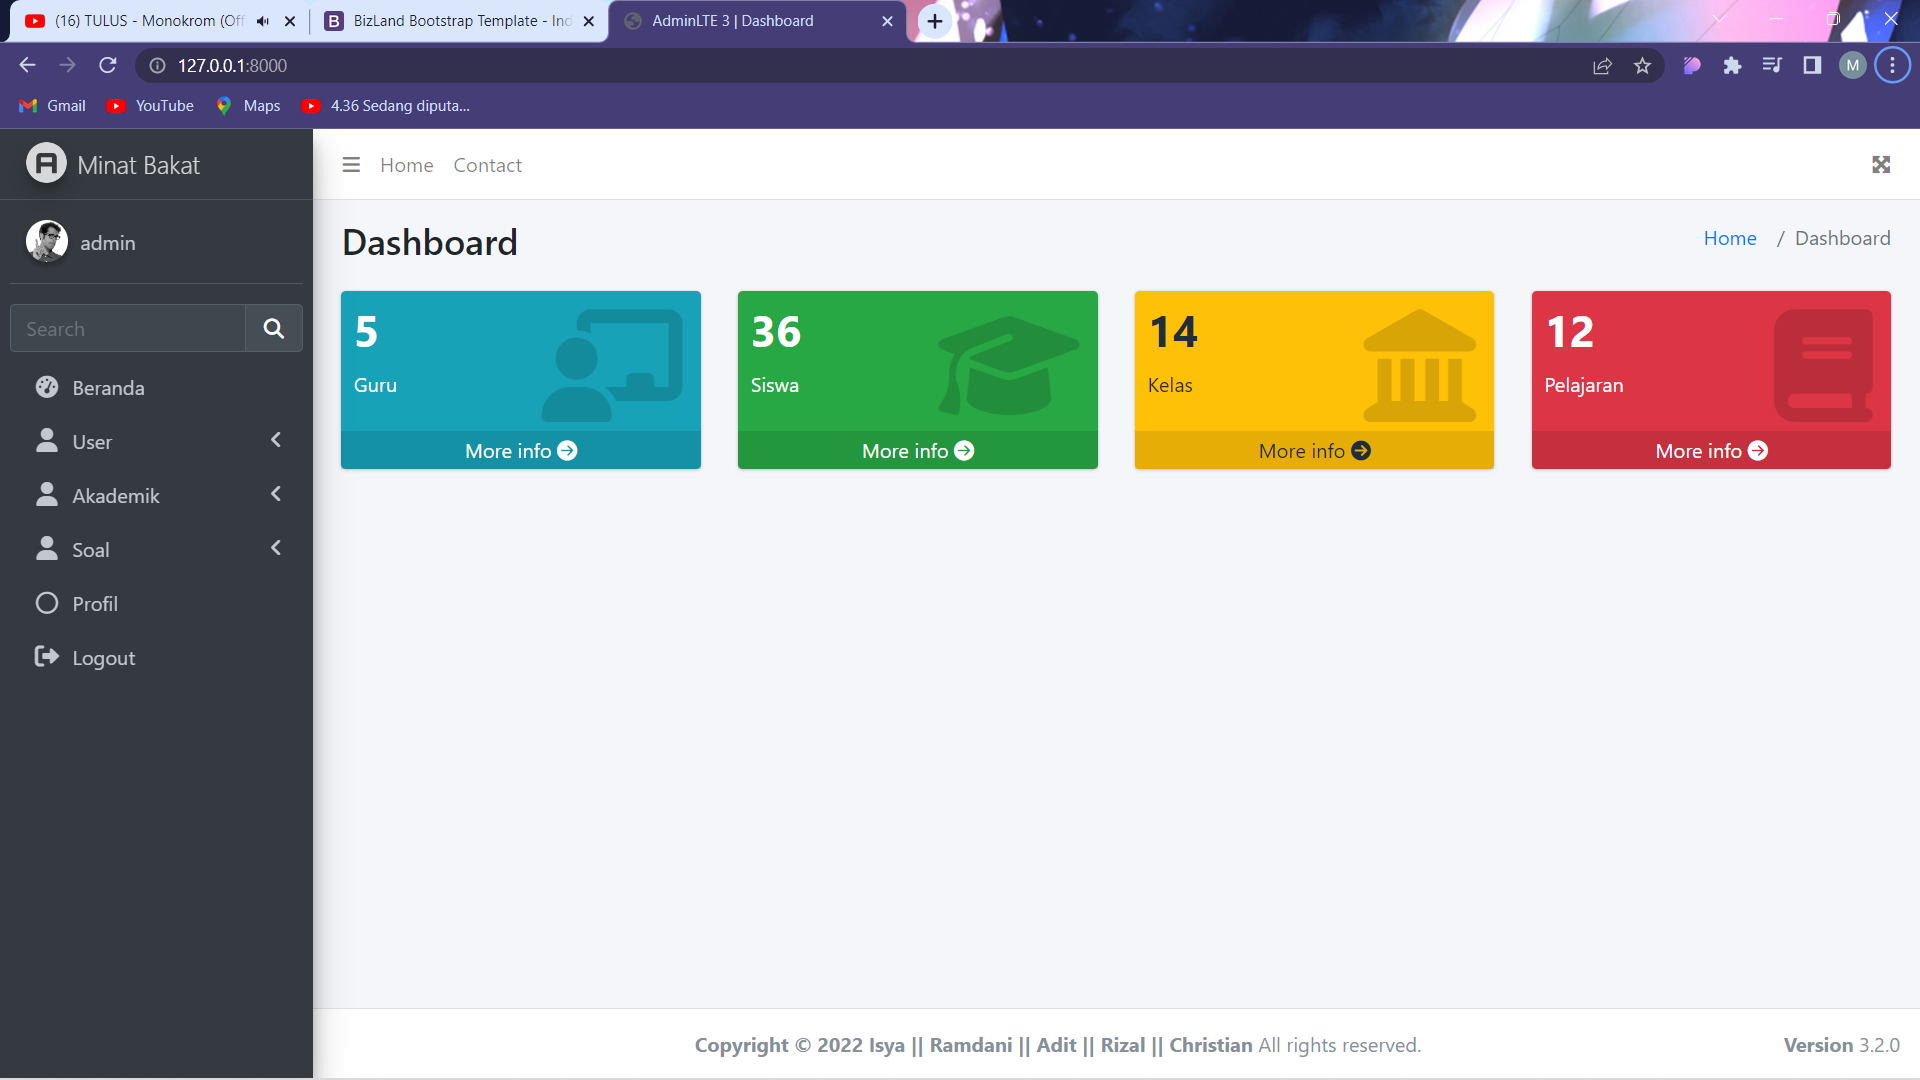 (16) TULUS - Monokrom (Off
BizLand Bootstrap Template - Ind
AdminLTE 3 | Dashboard
127.0.0.1:8000
M
Gmail
YouTube
Maps
4.36 Sedang diputa...
Minat Bakat
Home
Contact
admin
Dashboard
Home / Dashboard
Search
5
Guru
More info
36
Siswa
More info
14
Kelas
More info
12
Pelajaran
More info
Beranda
User
Akademik
Soal
Profil
Logout
Copyright © 2022 Isya || Ramdani || Adit || Rizal || Christian All rights reserved.
Version 3.2.0